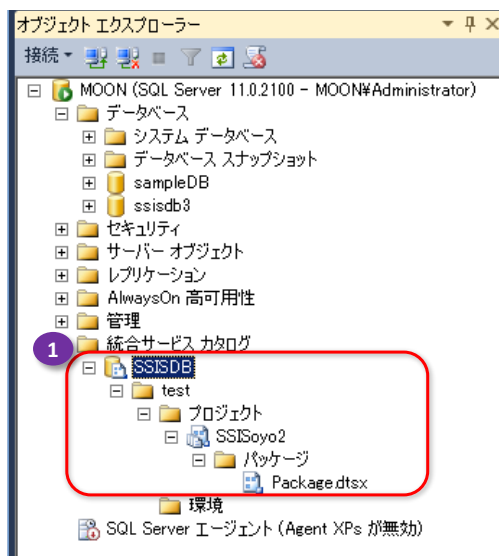 オブジェクト エクスプローラー
接続
MOON (SQL Server 11.0.2100 - MOON¥Administrator)
データベース
システム データベース
データベース スナップショット
sampleDB
ssisdb3
セキュリティ
サーバー オブジェクト
レプリケーション
AlwaysOn 高可用性
管理
1
統合サービス カタログ
SSISDB
test
プロジェクト
SSISoyo2
パッケージ
Package.dtsx
環境
SQL Server エージェント (Agent XPs が無効)